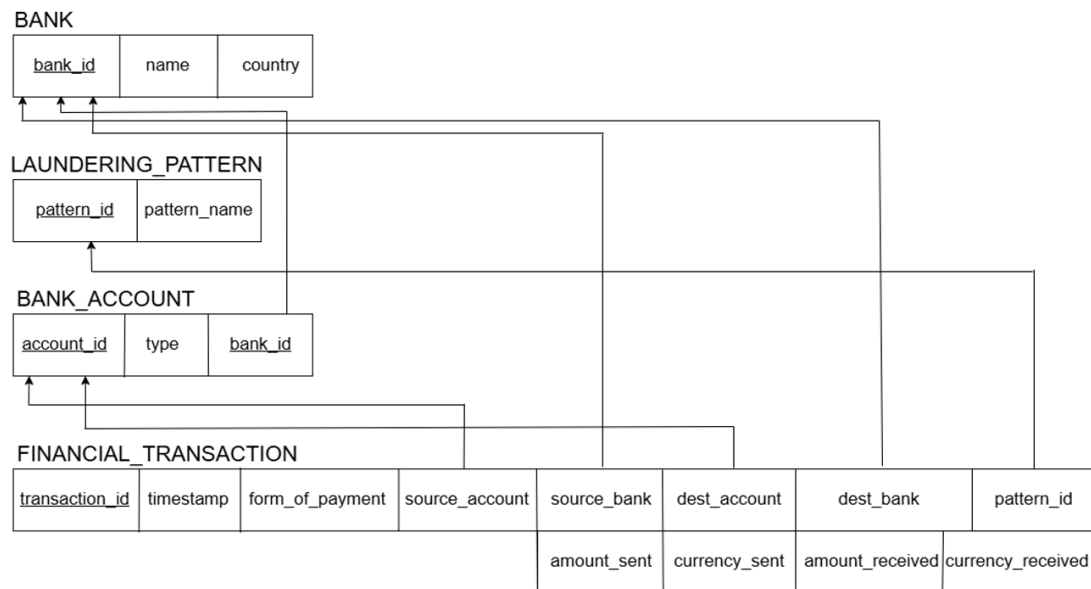 BANK
bank_id name country
LAUNDERING_PATTERN
pattern_id pattern_name
BANK_ACCOUNT
account_id type bank_id
FINANCIAL_TRANSACTION
transaction_id timestamp form_of_payment source_account source_bank dest_account dest_bank pattern_id
amount_sent currency_sent amount_received currency_received